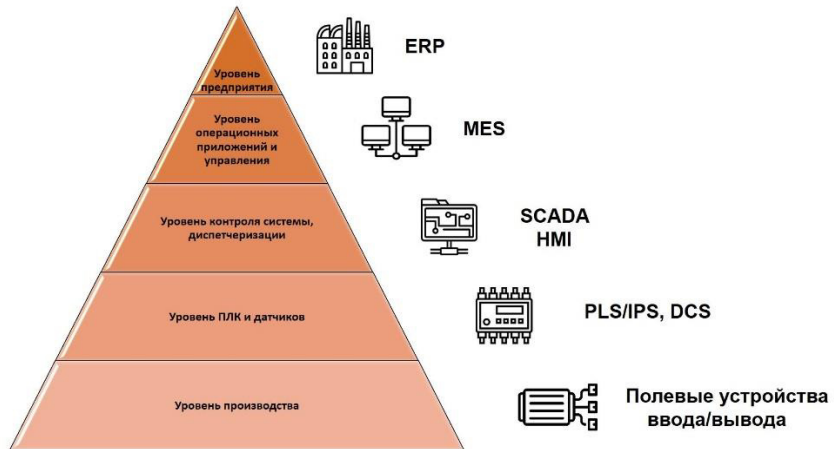 Уровень
предприятия
ERP
Уровень
операционных
приложений и
управления
MES
Уровень контроля системы,
диспетчеризации
SCADA
HMI
Уровень ПЛК и датчиков
PLS/IPS, DCS
Уровень производства
Полевые устройства
ввода/вывода